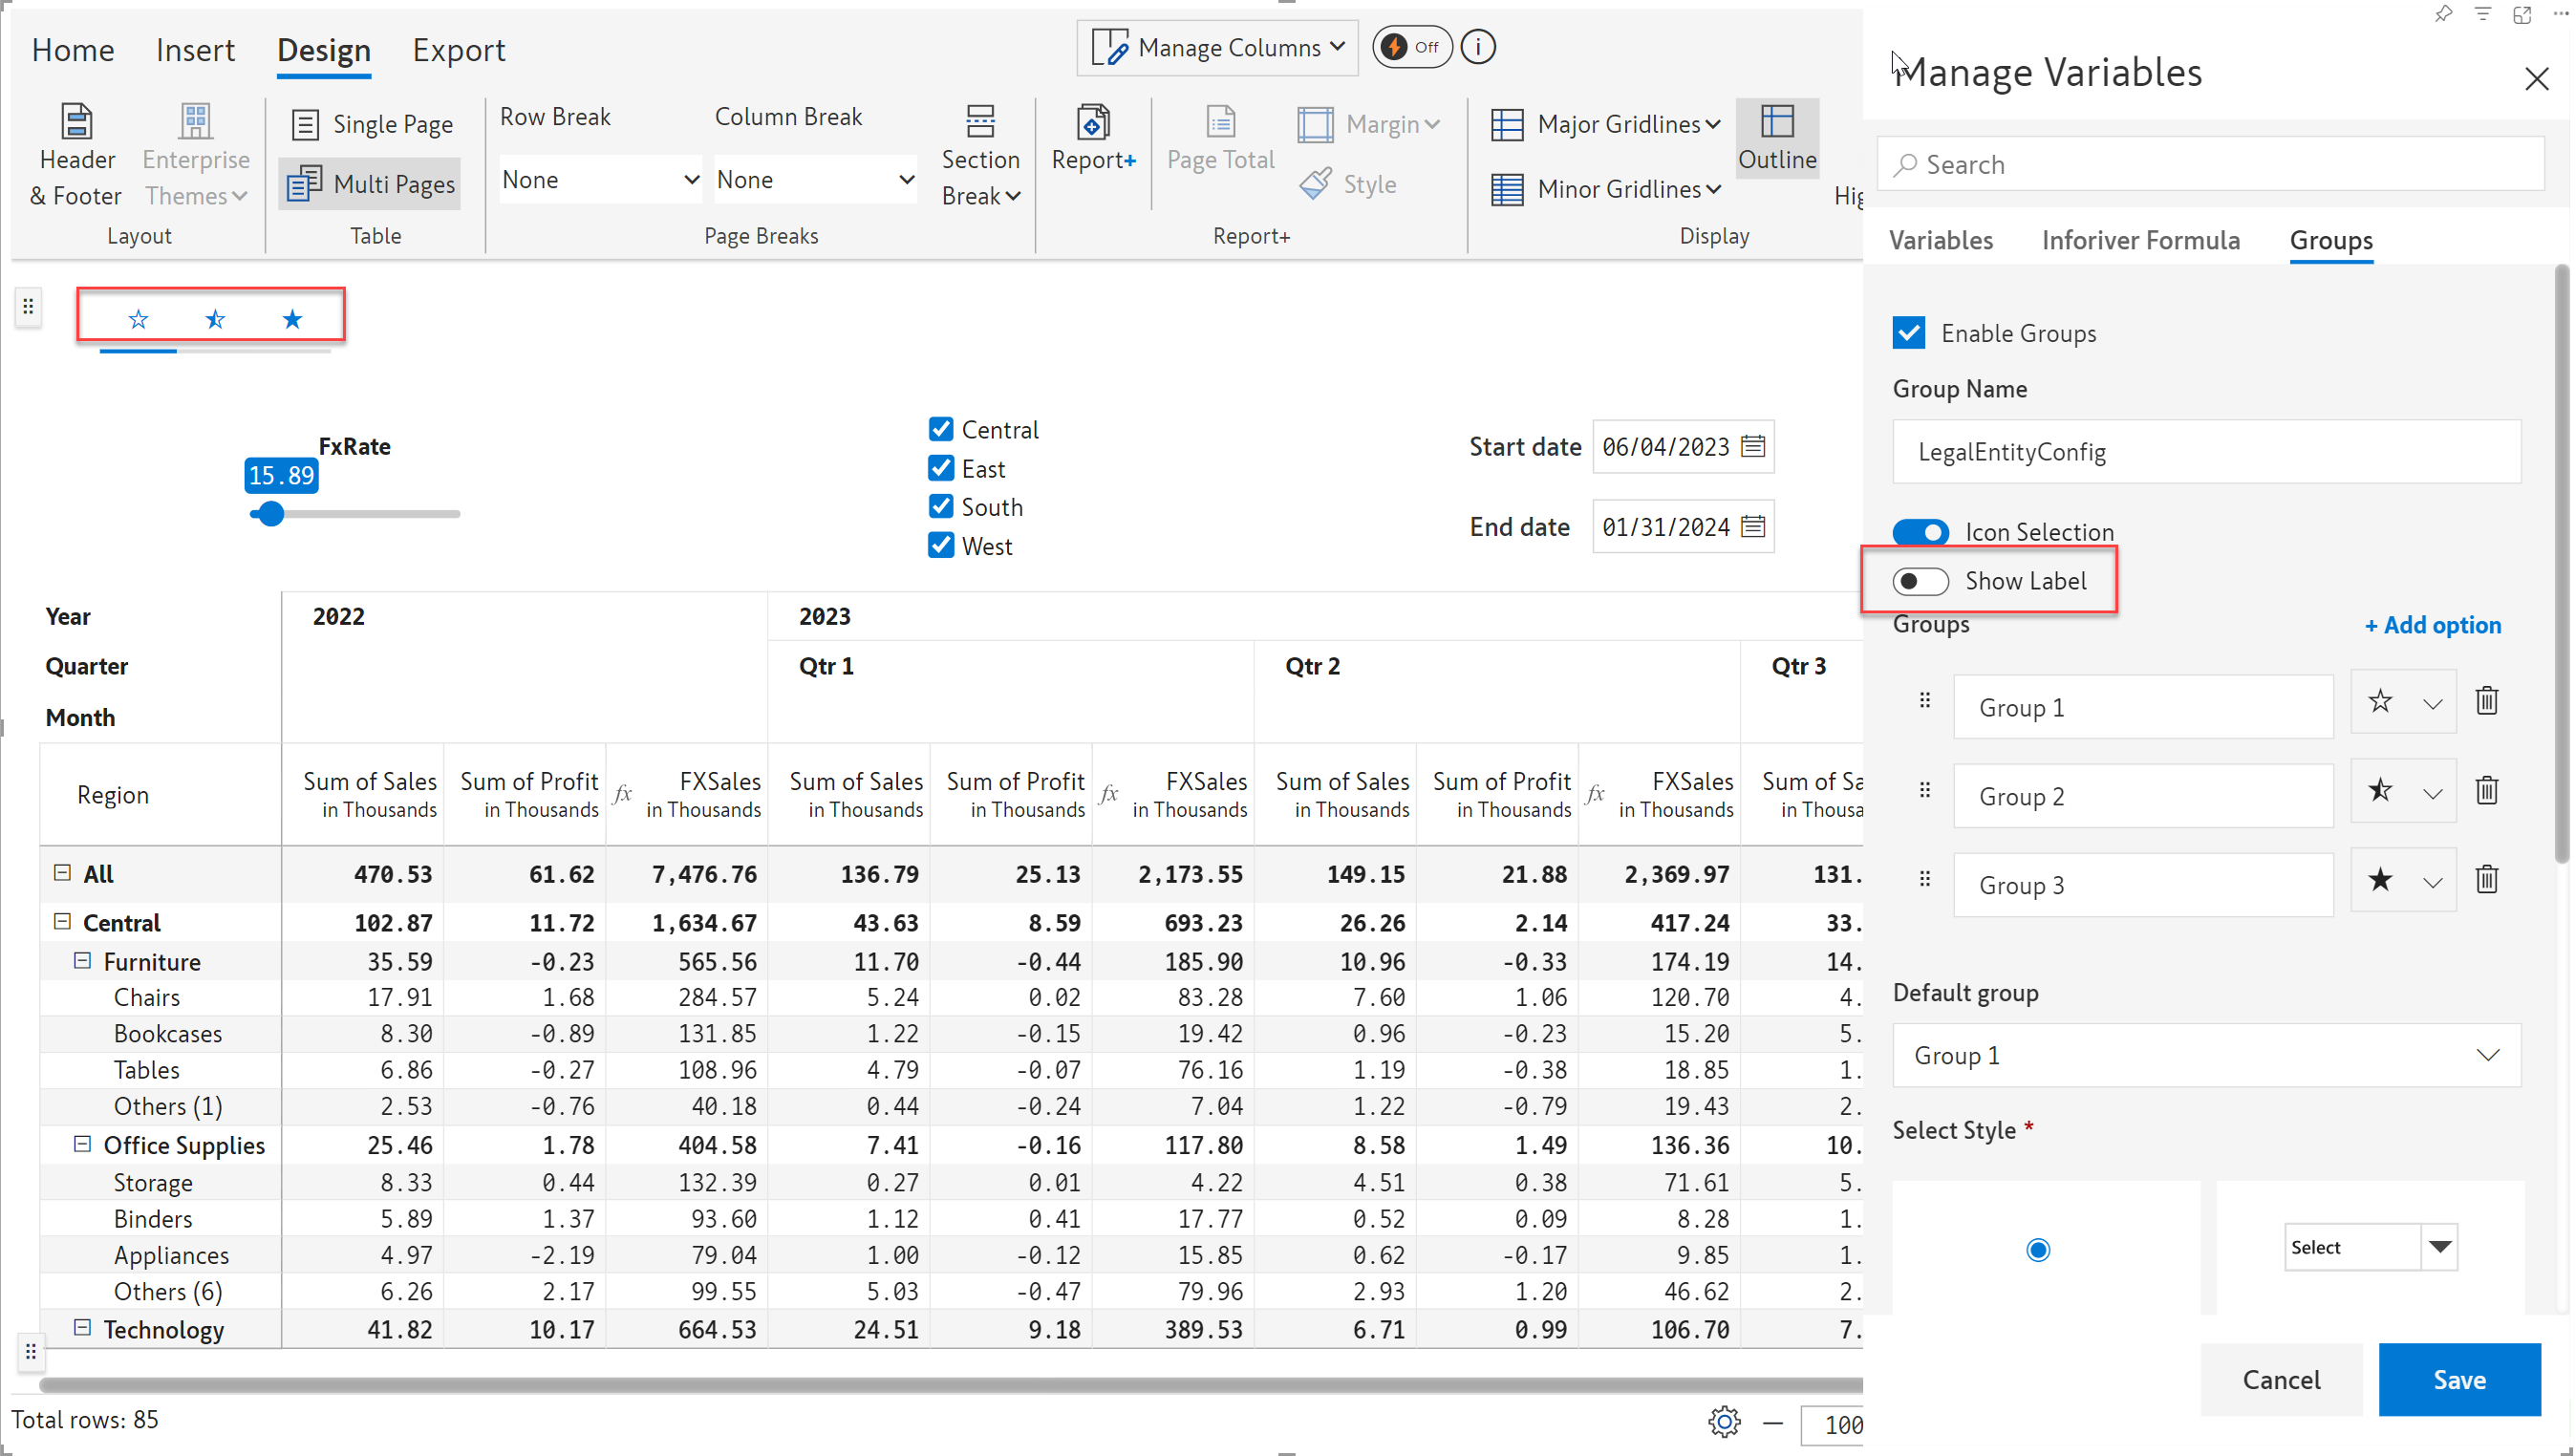 Home Insert Design Export
Manage Columns Off i
Header & Footer
Enterprise Themes
Layout
Single Page
Multi Pages
Table
Row Break Column Break
None None
Section Break
Page Breaks
Report+
Page Total
Margin
Style
Report+
Major Gridlines
Minor Gridlines
Outline
Hig
Display
FxRate
15.89
Central
East
South
West
Start date 06/04/2023
End date 01/31/2024
Year 2022 2023
Quarter Qtr 1 Qtr 2 Qtr 3
Month
Region Sum of Sales in Thousands Sum of Profit in Thousands fx FXSales in Thousands Sum of Sales in Thousands Sum of Profit in Thousands fx FXSales in Thousands Sum of Sales in Thousands Sum of Profit in Thousands fx FXSales in Thousands Sum of Sa in Thousa
All 470.53 61.62 7,476.76 136.79 25.13 2,173.55 149.15 21.88 2,369.97 131.
Central 102.87 11.72 1,634.67 43.63 8.59 693.23 26.26 2.14 417.24 33.
Furniture 35.59 -0.23 565.56 11.70 -0.44 185.90 10.96 -0.33 174.19 14.
Chairs 17.91 1.68 284.57 5.24 0.02 83.28 7.60 1.06 120.70 4.
Bookcases 8.30 -0.89 131.85 1.22 -0.15 19.42 0.96 -0.23 15.20 5.
Tables 6.86 -0.27 108.96 4.79 -0.07 76.16 1.19 -0.38 18.85 1.
Others (1) 2.53 -0.76 40.18 0.44 -0.24 7.04 1.22 -0.79 19.43 2.
Office Supplies 25.46 1.78 404.58 7.41 -0.16 117.80 8.58 1.49 136.36 10.
Storage 8.33 0.44 132.39 0.27 0.01 4.22 4.51 0.38 71.61 5.
Binders 5.89 1.37 93.60 1.12 0.41 17.77 0.52 0.09 8.28 1.
Appliances 4.97 -2.19 79.04 1.00 -0.12 15.85 0.62 -0.17 9.85 1.
Others (6) 6.26 2.17 99.55 5.03 -0.47 79.96 2.93 1.20 46.62 2.
Technology 41.82 10.17 664.53 24.51 9.18 389.53 6.71 0.99 106.70 7.
Total rows: 85
100
Manage Variables
Search
Variables Inforiver Formula Groups
Enable Groups
Group Name
LegalEntityConfig
Icon Selection
Show Label
Groups + Add option
Group 1
Group 2
Group 3
Default group
Group 1
Select Style *
Select
Cancel Save